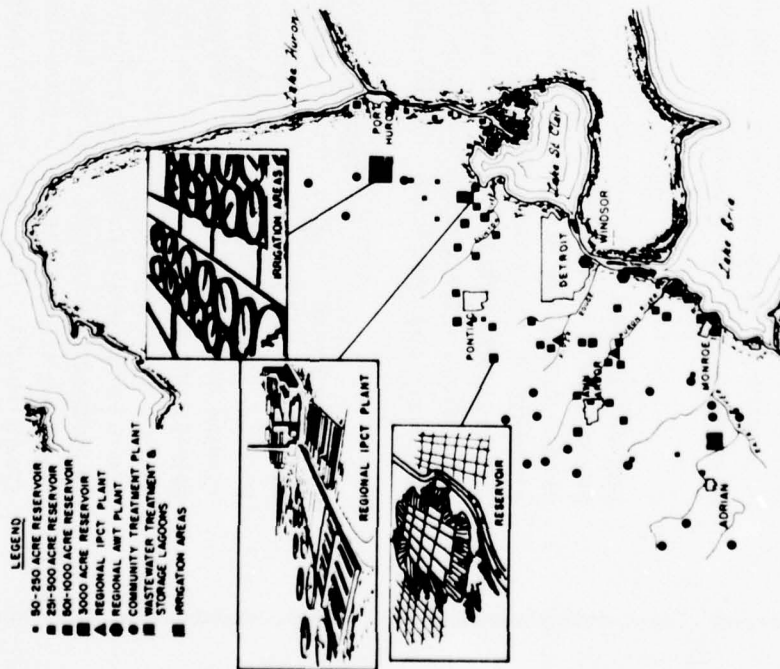 LEGEND
50-250 ACRE RESERVOIR
251-500 ACRE RESERVOIR
501-1000 ACRE RESERVOIR
3000 ACRE RESERVOIR
REGIONAL IPCT PLANT
REGIONAL AWT PLANT
COMMUNITY TREATMENT PLANT
WASTEWATER TREATMENT &
STORAGE LAGOONS
IRRIGATION AREAS
IRRIGATION AREAS
REGIONAL IPCT PLANT
RESERVOIR
Lake Huron
PORT
HURON
Lake St Clair
WINDSOR
DETROIT
PONTIAC
ANN
ARBOR
Lake Erie
MONROE
ADRIAN